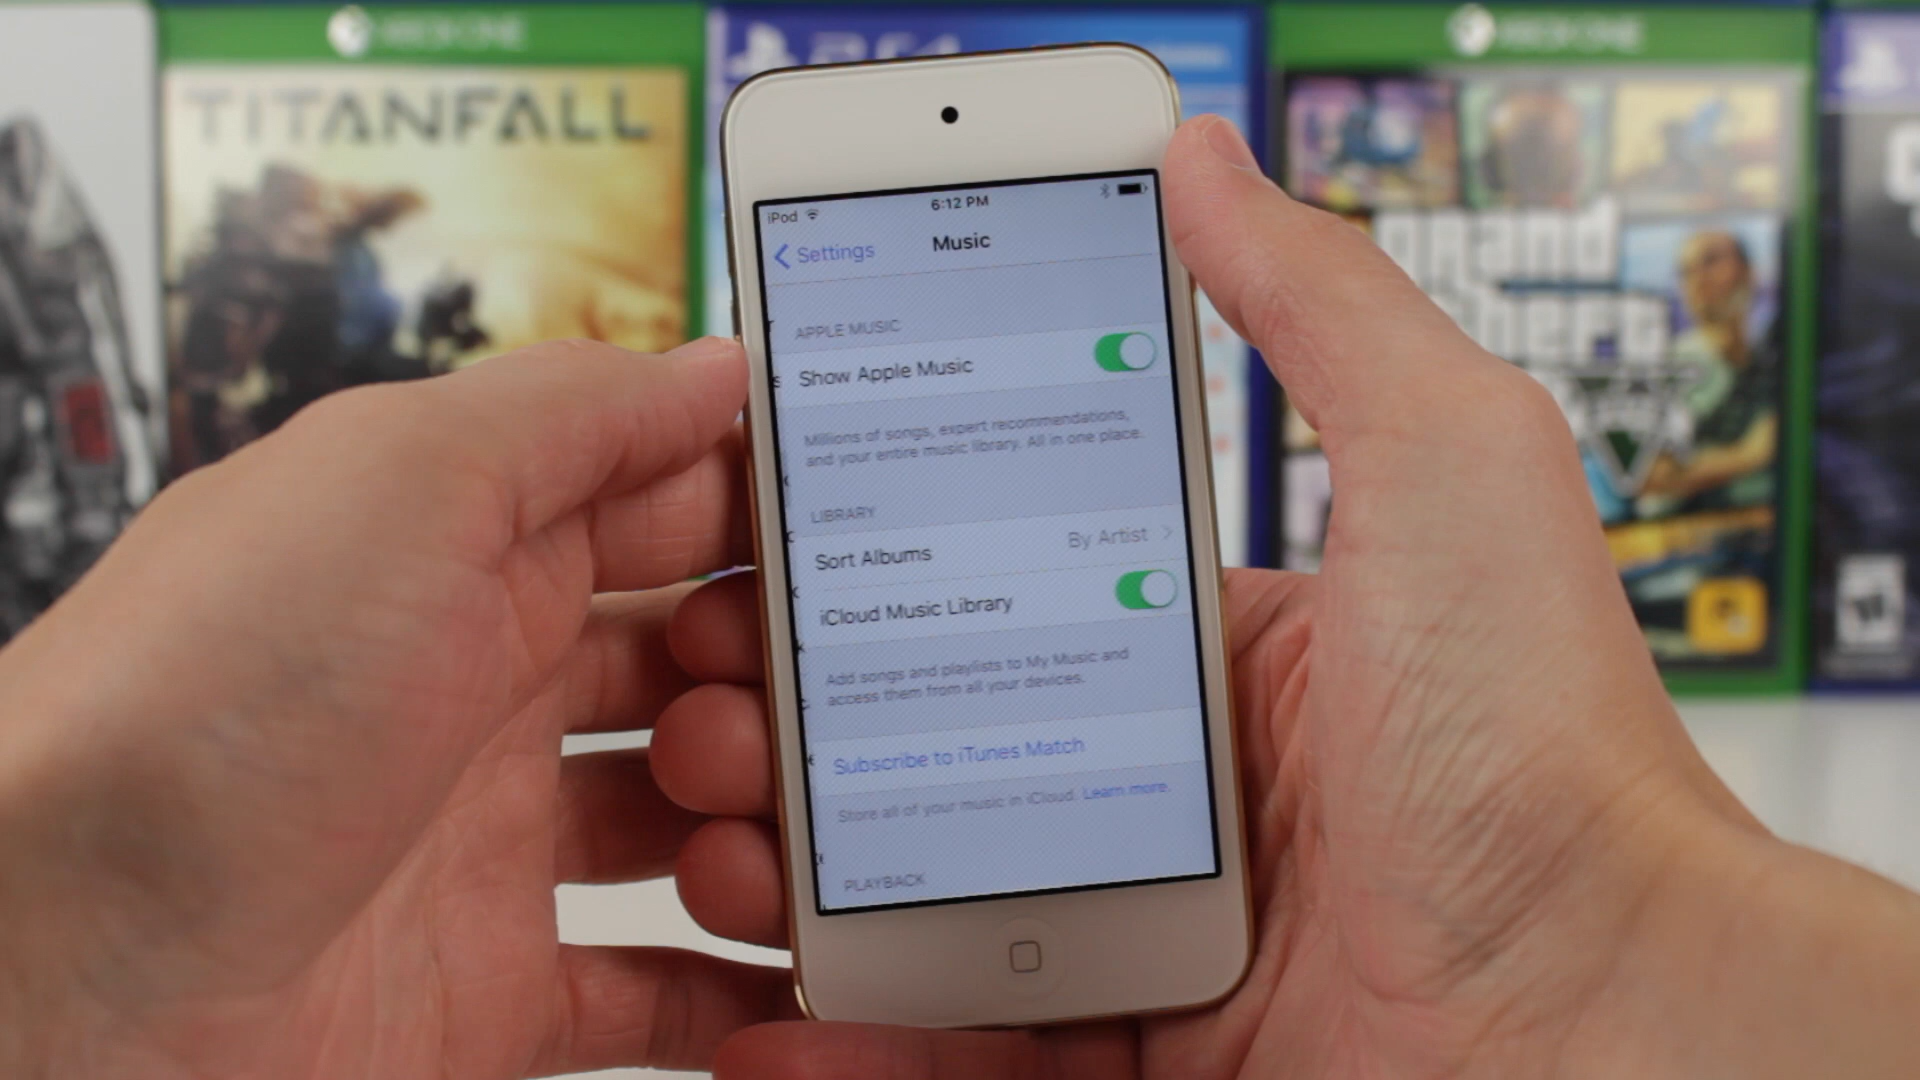 XBOX ONE
TITANFALL
PS4
XBOX ONE
grand
theft
iPod
6:12 PM
Settings
Music
APPLE MUSIC
Show Apple Music
Millions of songs, expert recommendations,
and your entire music library. All in one place.
LIBRARY
Sort Albums
By Artist
iCloud Music Library
Add songs and playlists to My Music and
access them from all your devices.
Subscribe to iTunes Match
Store all of your music in iCloud. Learn more.
PLAYBACK